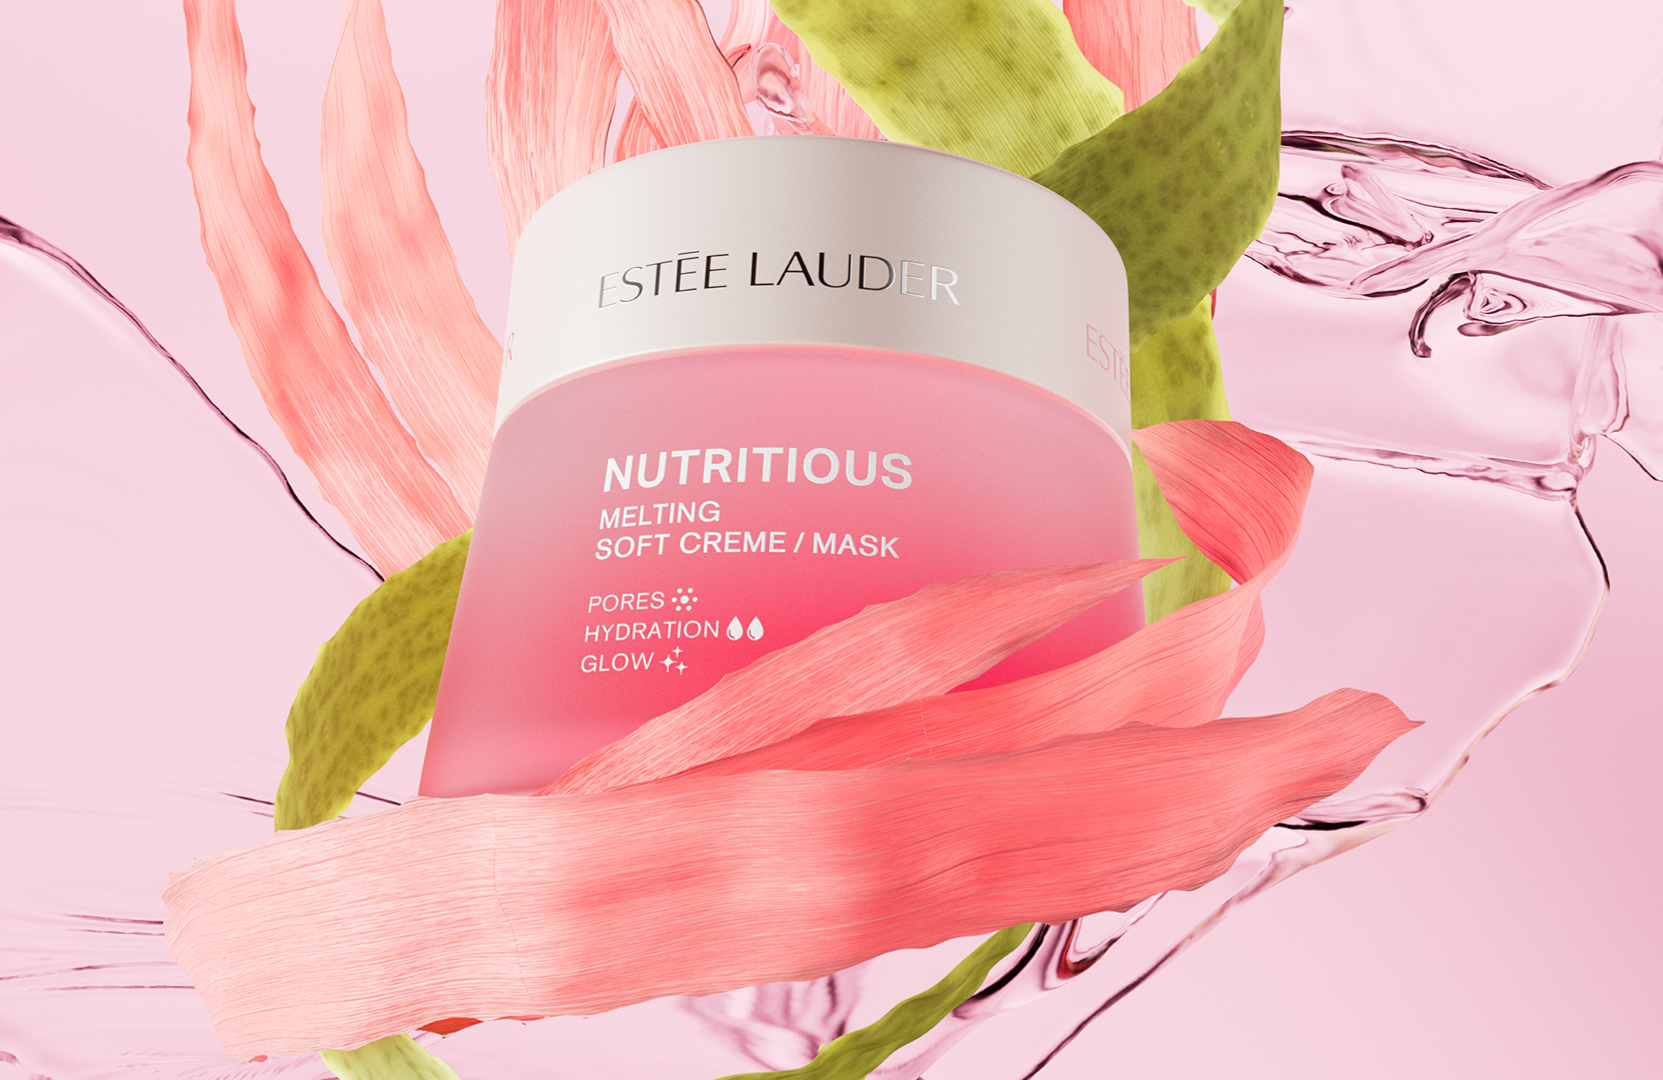 ESTĒE LAUDER
NUTRITIOUS
MELTING
SOFT CREME / MASK
PORES
HYDRATION
GLOW